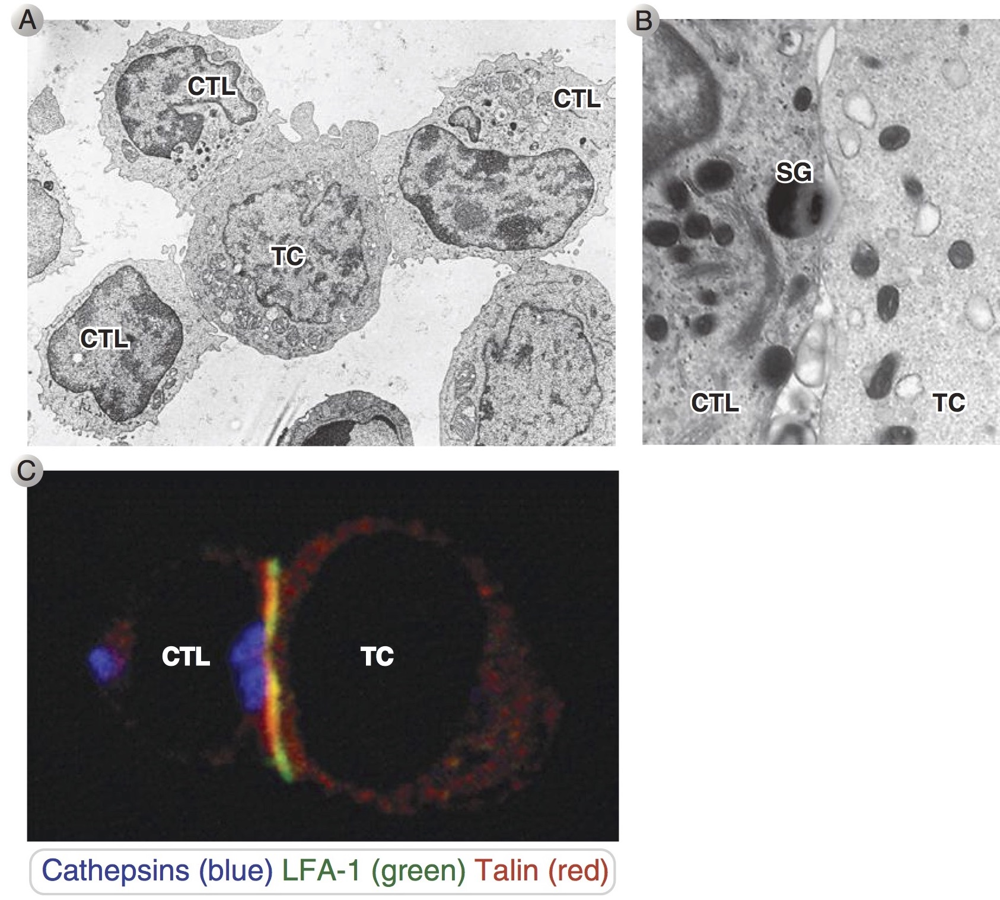 A
CTL
CTL
TC
CTL
B
SG
CTL
TC
C
CTL
TC
Cathepsins (blue) LFA-1 (green) Talin (red)